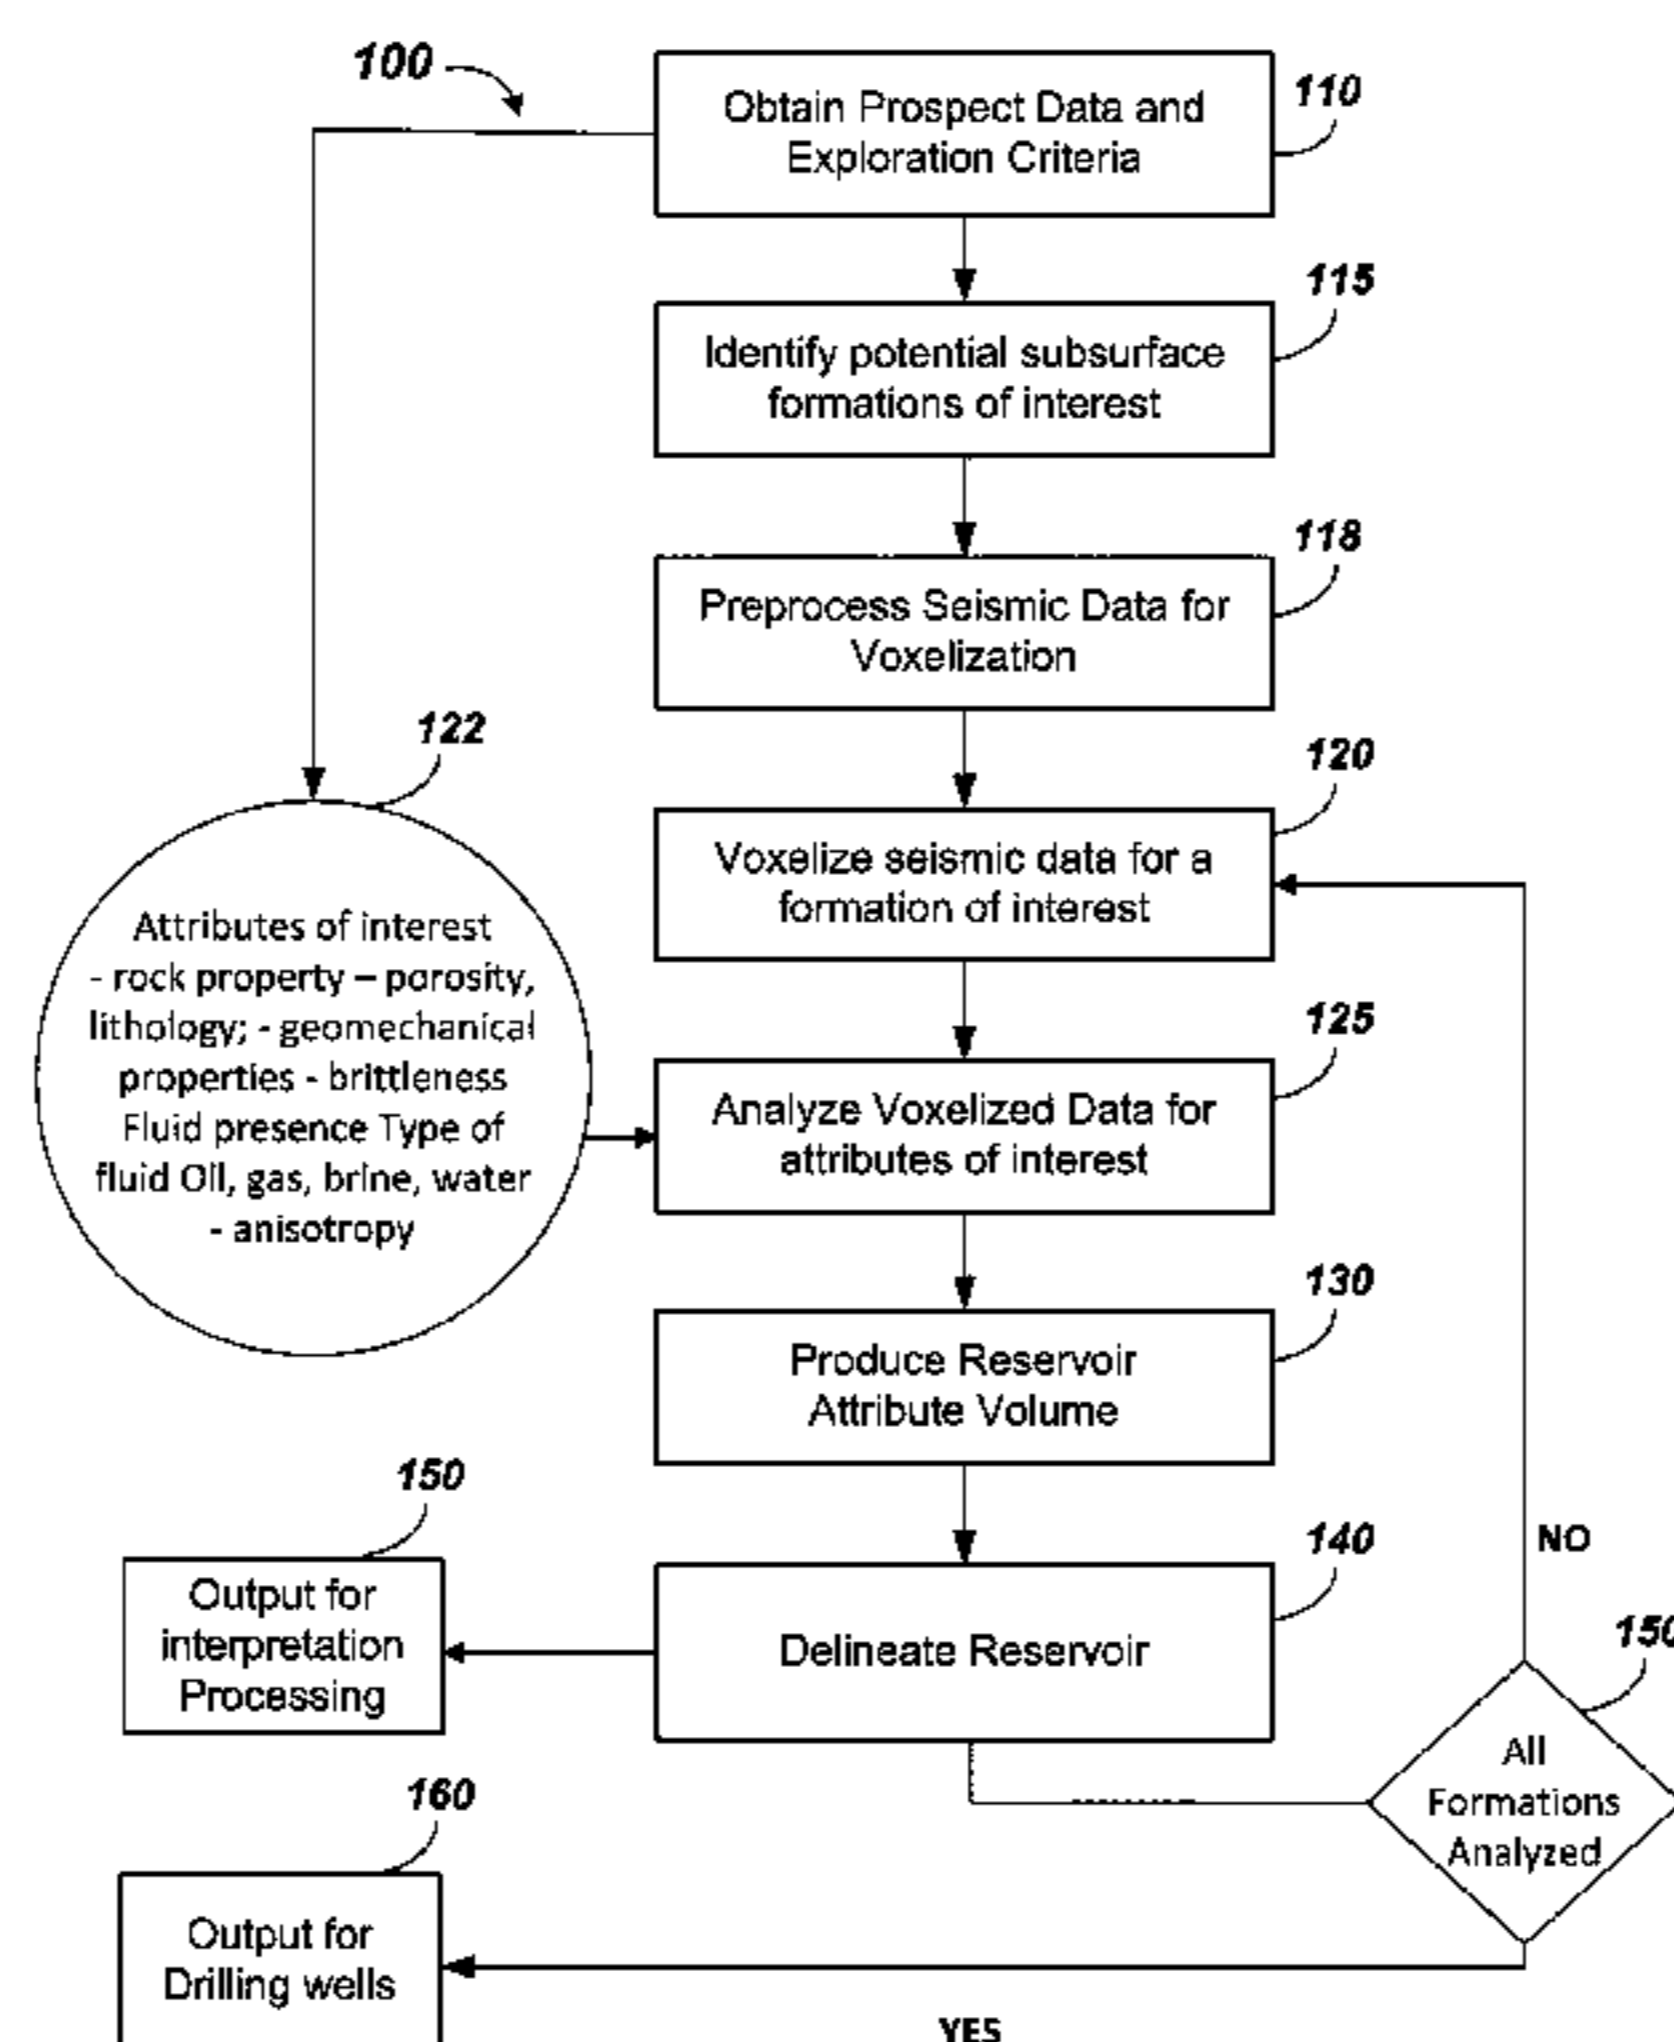 100
Obtain Prospect Data and
Exploration Criteria
110
Identify potential subsurface
formations of interest
115
Preprocess Seismic Data for
Voxelization
118
122
Attributes of interest
- rock property – porosity,
lithology; - geomechanical
properties - brittleness
Fluid presence Type of
fluid Oil, gas, brine, water
- anisotropy
Voxelize seismic data for a
formation of interest
120
Analyze Voxelized Data for
attributes of interest
125
Produce Reservoir
Attribute Volume
130
150
Output for
interpretation
Processing
Delineate Reservoir
140
NO
150
All
Formations
Analyzed
160
Output for
Drilling wells
YES